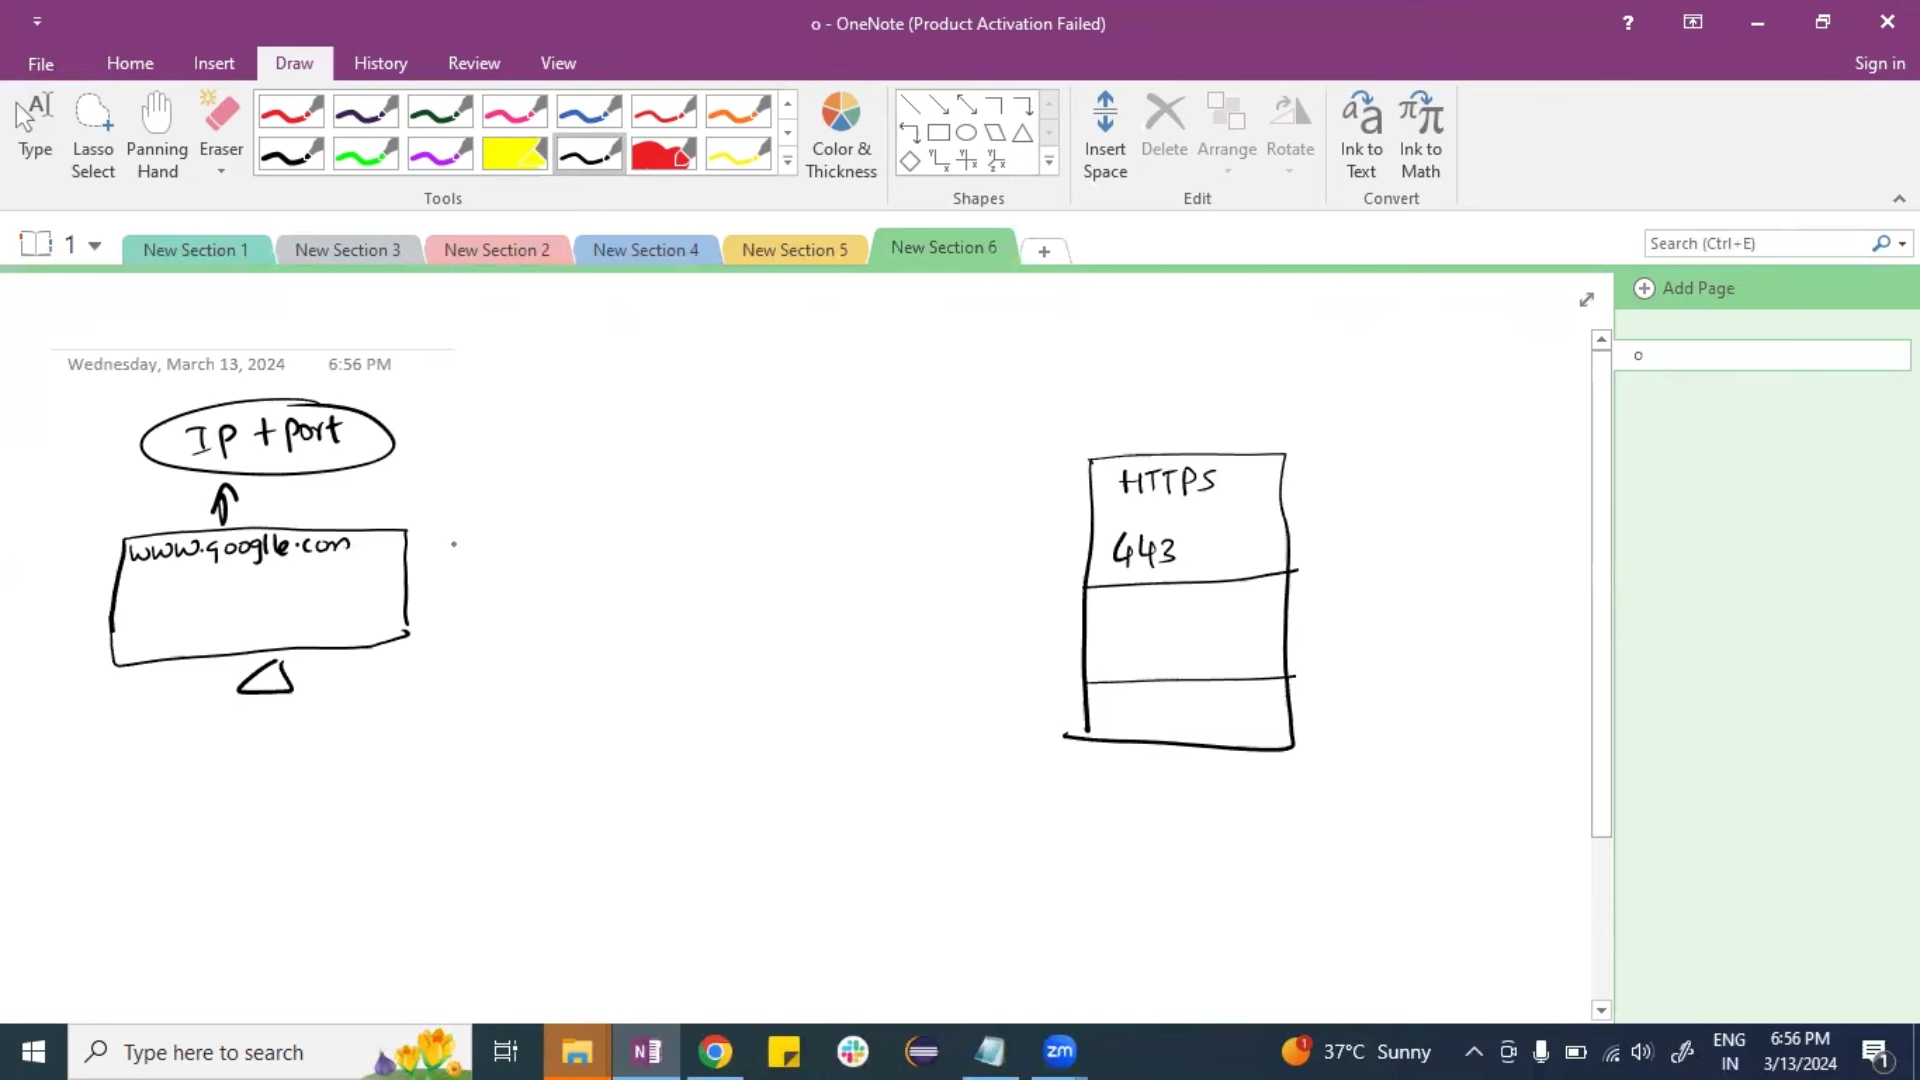 o - OneNote (Product Activation Failed)
File
Home
Insert
Draw
History
Review
View
Sign in
Type
Lasso
Select
Panning
Hand
Eraser
Color &
Thickness
Insert
Space
Delete
Arrange
Rotate
Ink to
Text
Ink to
Math
Tools
Shapes
Edit
Convert
1
New Section 1
New Section 3
New Section 2
New Section 4
New Section 5
New Section 6
Search (Ctrl+E)
Add Page
o
Wednesday, March 13, 2024 6:56 PM
Ip + port
www.googlle.com
HTTPS
443
Type here to search
N
zm
1
37°C Sunny
ENG
IN
6:56 PM
3/13/2024
1